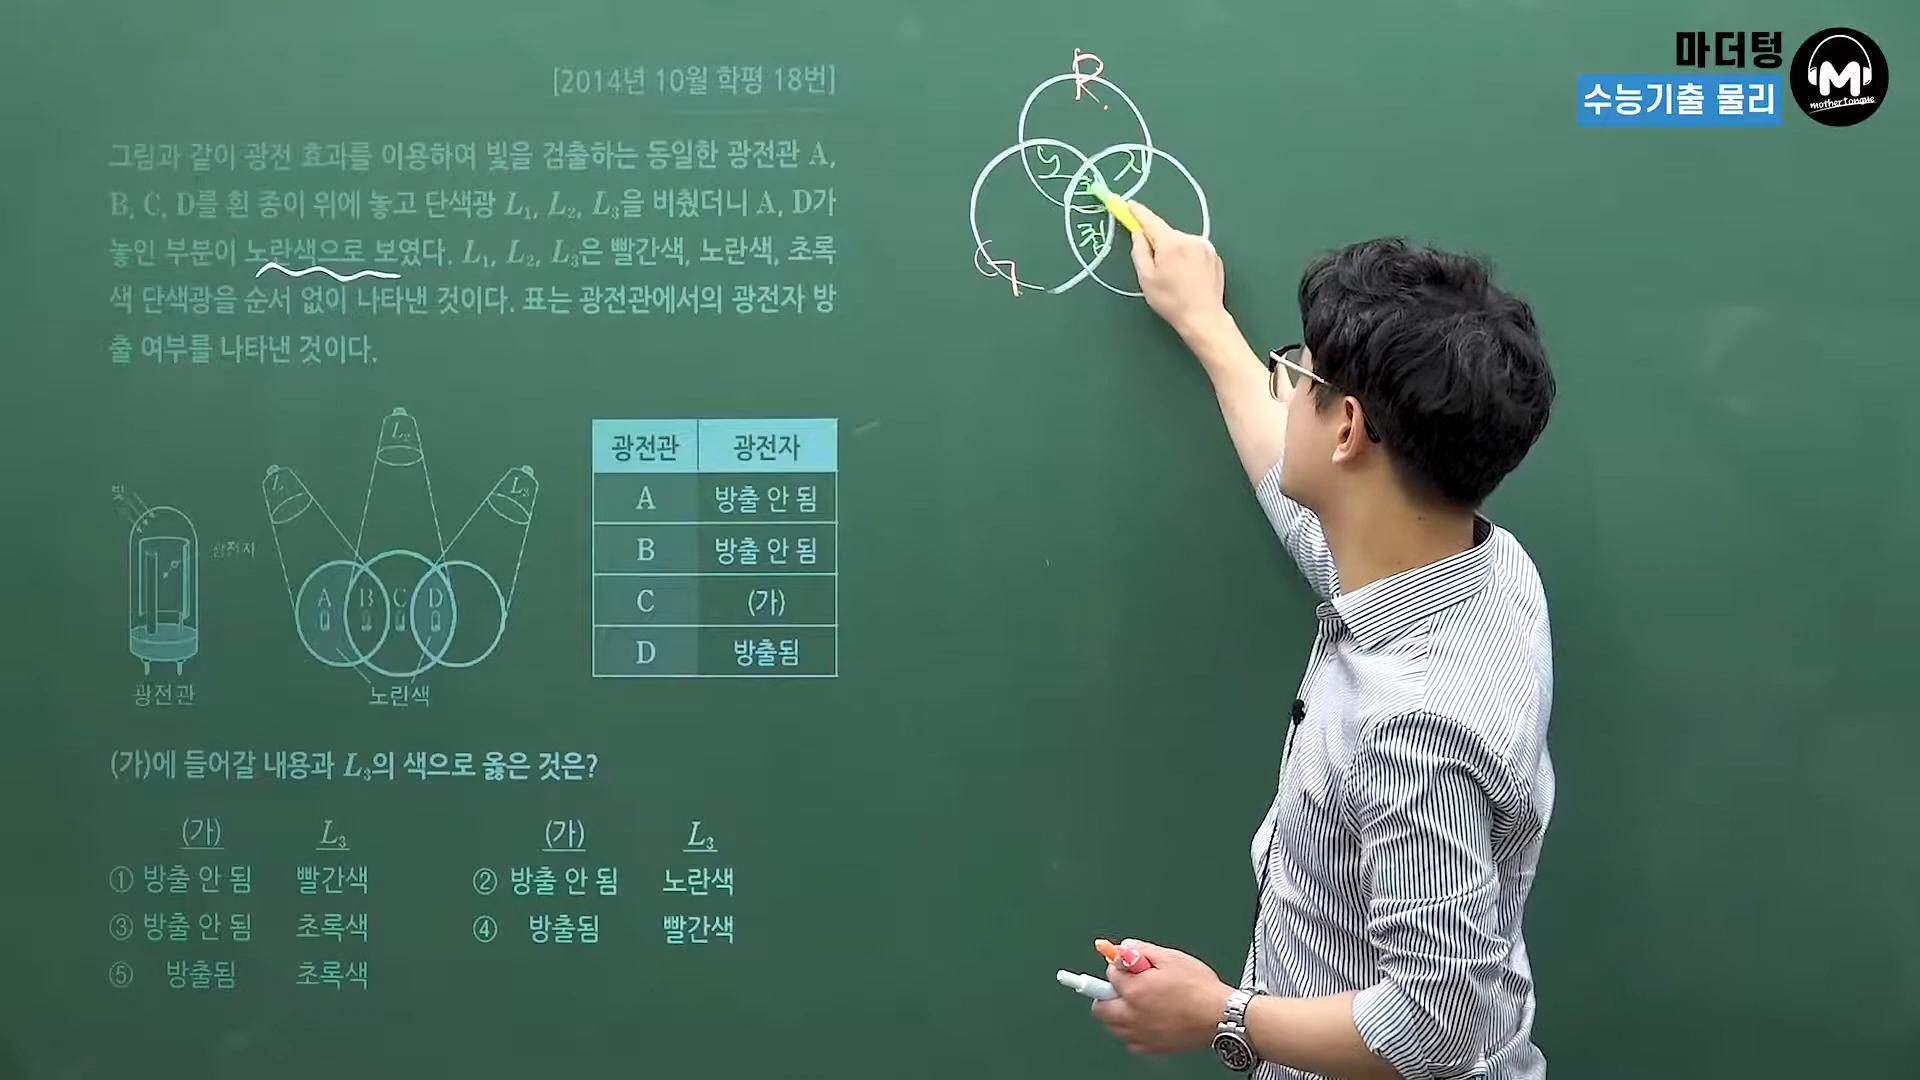 마더텅
수능기출 물리
mothertongue
[2014년 10월 학평 18번]
그림과 같이 광전 효과를 이용하여 빛을 검출하는 동일한 광전관 A,
B, C, D를 흰 종이 위에 놓고 단색광 L₁, L₂, L₃을 비췄더니 A, D가
놓인 부분이 노란색으로 보였다. L₁, L₂, L₃은 빨간색, 노란색, 초록
색 단색광을 순서 없이 나타낸 것이다. 표는 광전관에서의 광전자 방
출 여부를 나타낸 것이다.
빛
광전자
광전관
L₂
L₃
A B C D
노란색
광전관 광전자
A 방출 안 됨
B 방출 안 됨
C (가)
D 방출됨
(가)에 들어갈 내용과 L₃의 색으로 옳은 것은?
(가) L₃ (가) L₃
① 방출 안 됨 빨간색 ② 방출 안 됨 노란색
③ 방출 안 됨 초록색 ④ 방출됨 빨간색
⑤ 방출됨 초록색
R
노 자
청
G